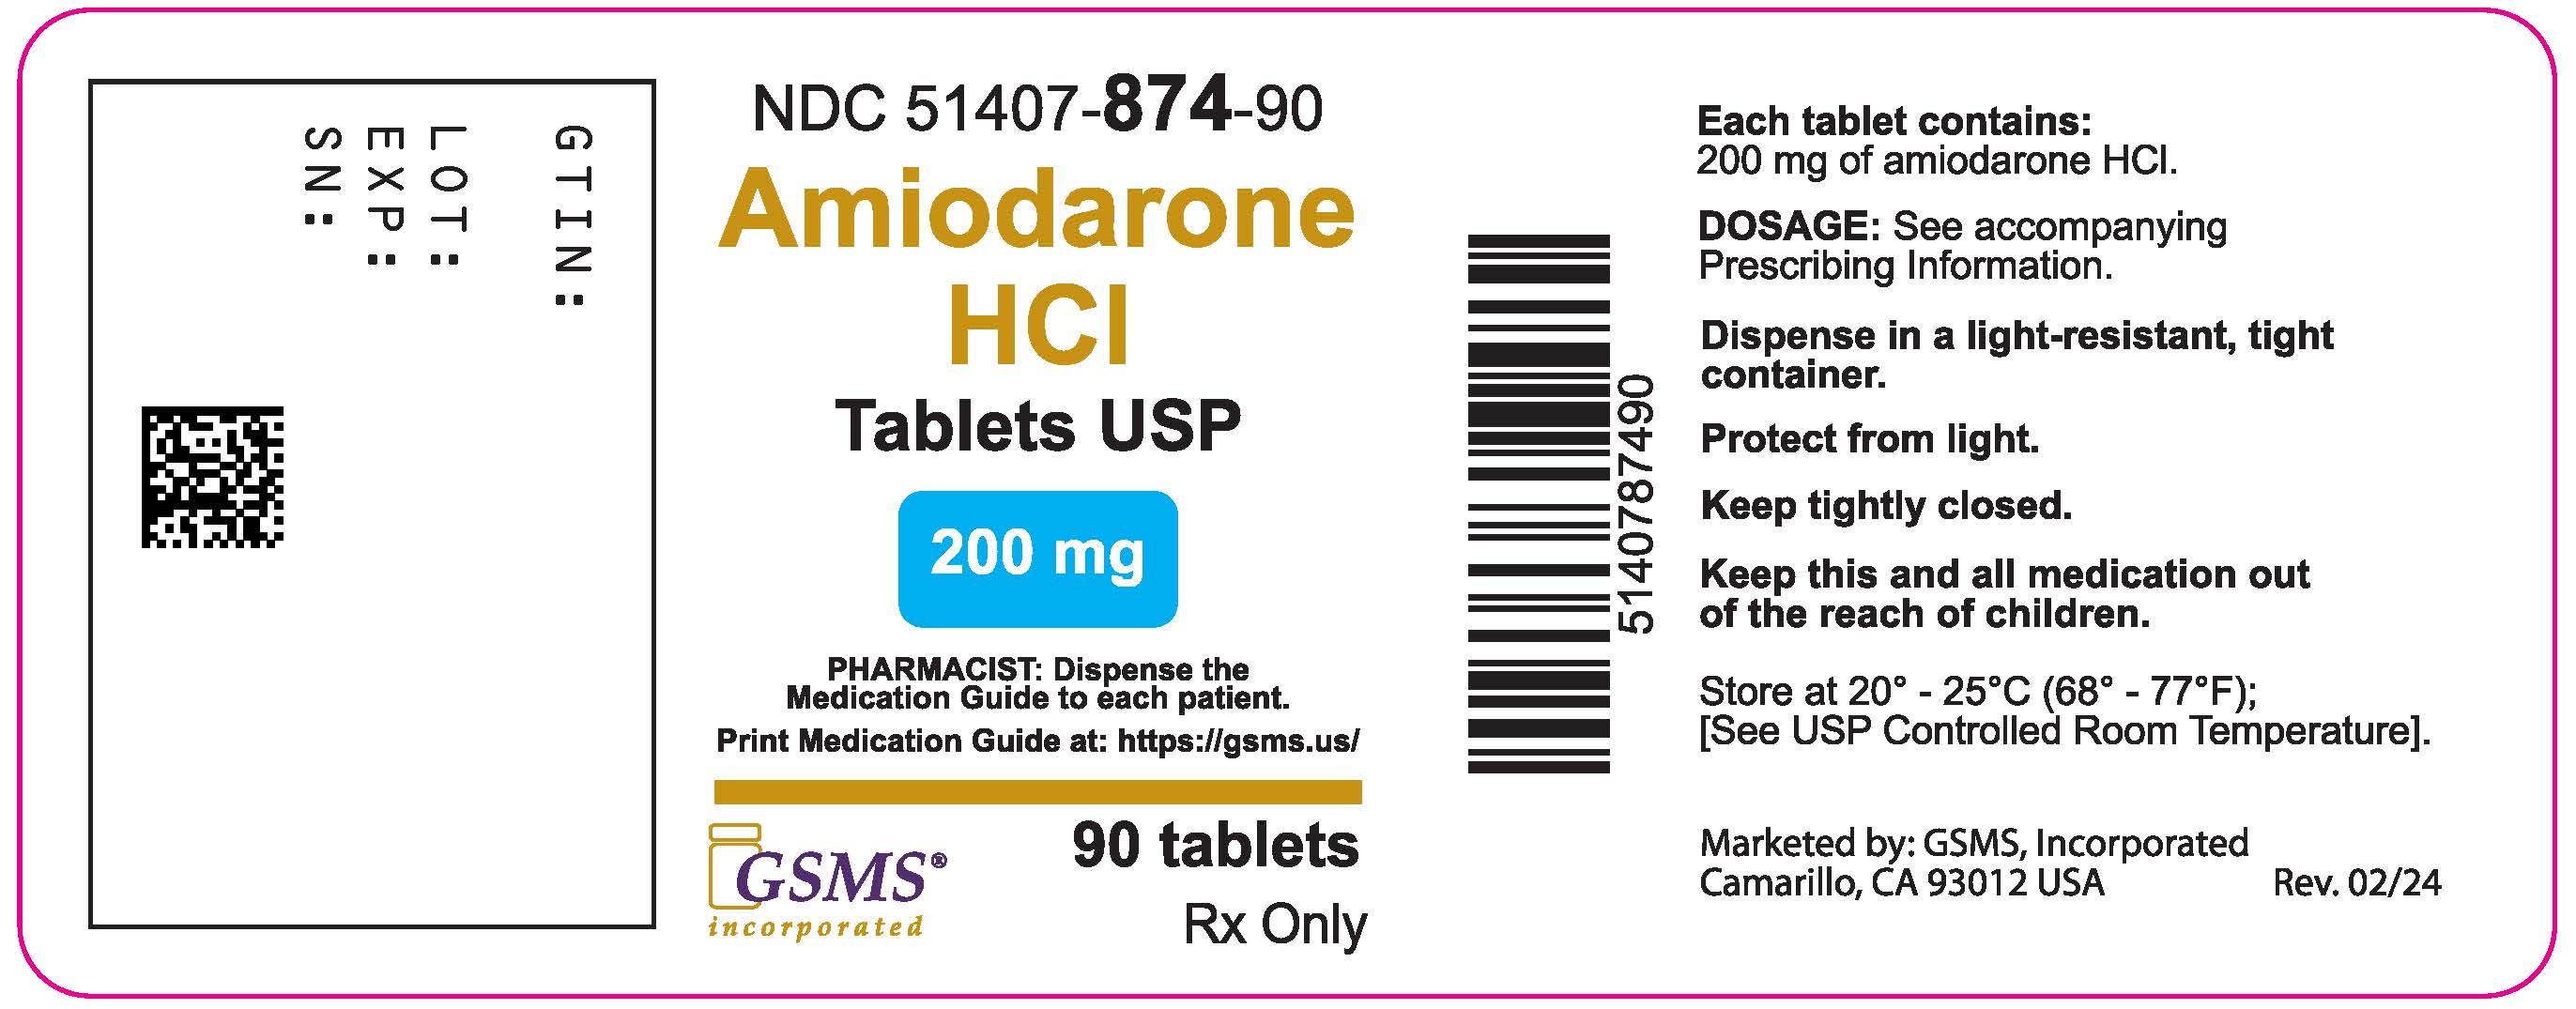 GTIN:
LOT:
EXP:
SN:
NDC 51407-874-90
Amiodarone
HCl
Tablets USP
200 mg
PHARMACIST: Dispense the
Medication Guide to each patient.
Print Medication Guide at: https://gsms.us/
GSMS®
incorporated
90 tablets
Rx Only
5140787490
Each tablet contains:
200 mg of amiodarone HCl.
DOSAGE: See accompanying
Prescribing Information.
Dispense in a light-resistant, tight
container.
Protect from light.
Keep tightly closed.
Keep this and all medication out
of the reach of children.
Store at 20° - 25°C (68° - 77°F);
[See USP Controlled Room Temperature].
Marketed by: GSMS, Incorporated
Camarillo, CA 93012 USA Rev. 02/24